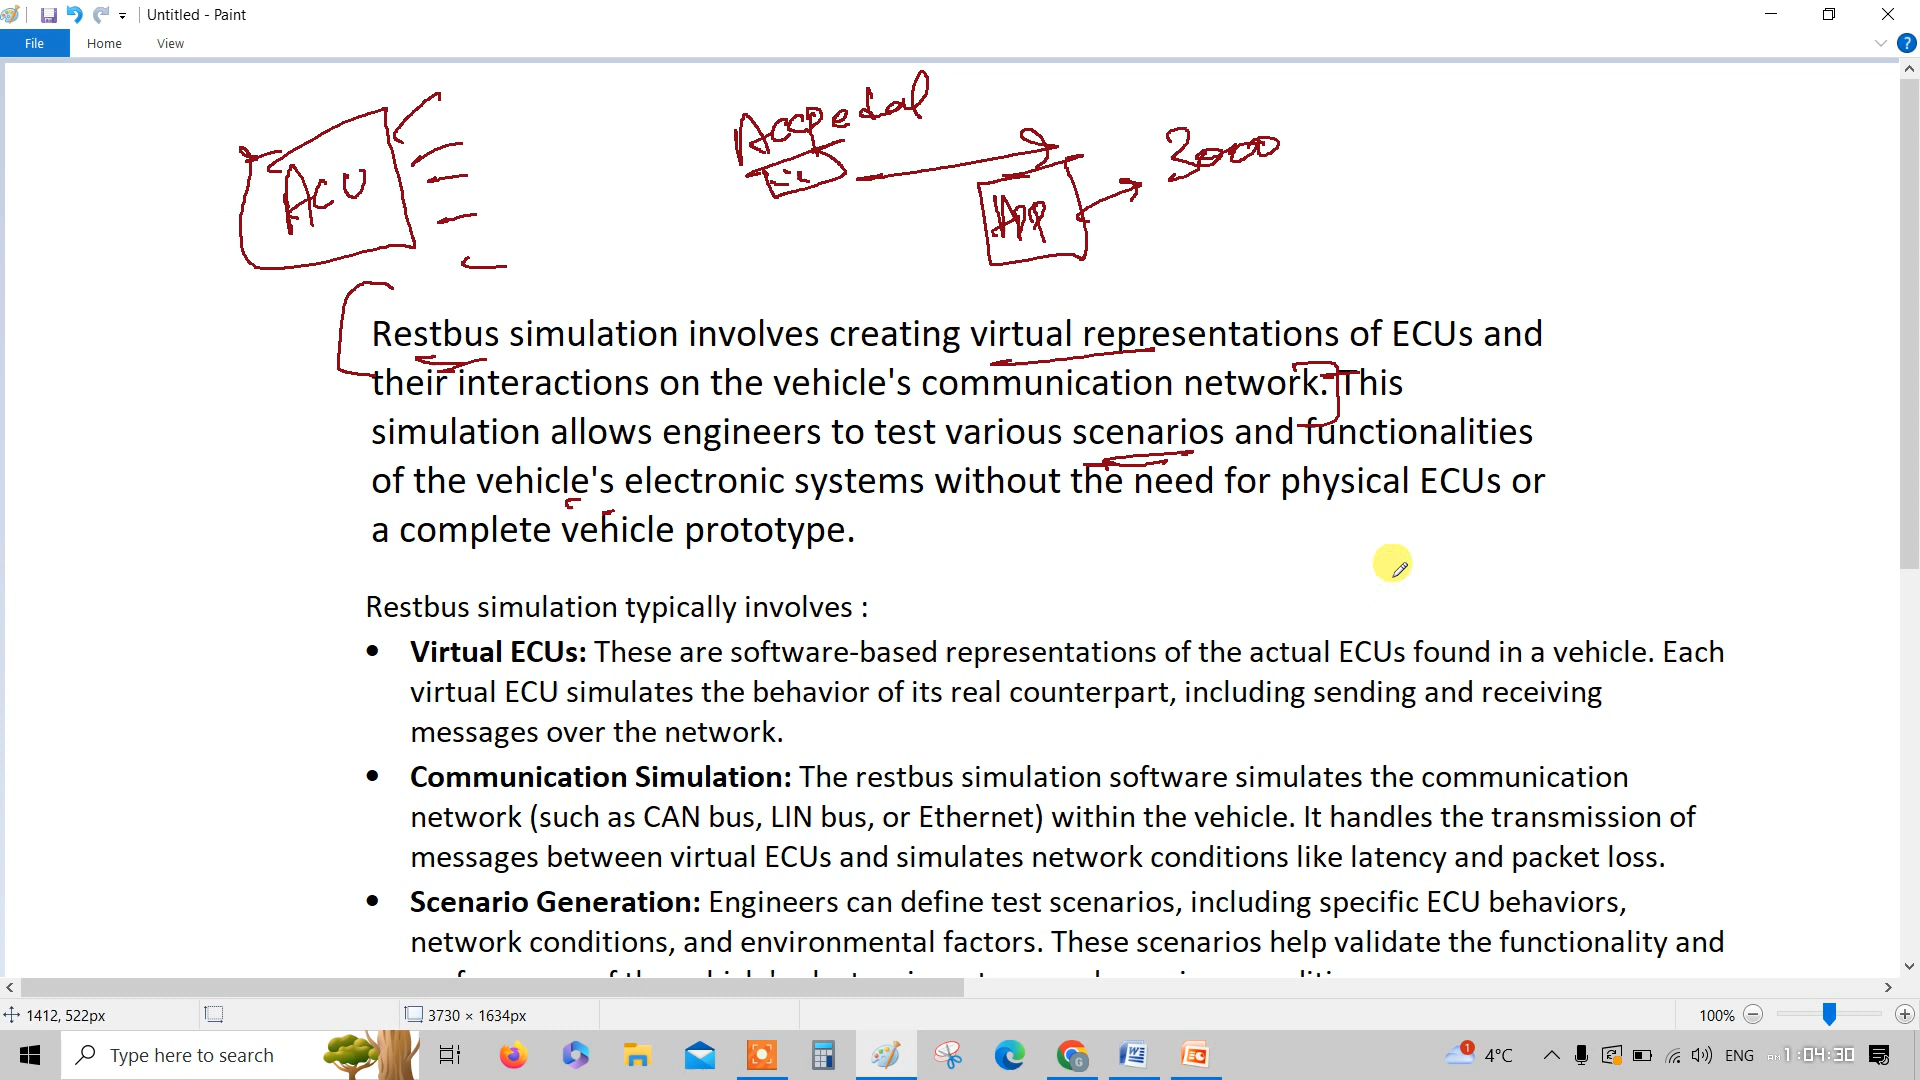 Untitled - Paint
File Home View
ACU
Accpedal
APP
3000
Restbus simulation involves creating virtual representations of ECUs and
their interactions on the vehicle's communication network. This
simulation allows engineers to test various scenarios and functionalities
of the vehicle's electronic systems without the need for physical ECUs or
a complete vehicle prototype.
Restbus simulation typically involves :
• Virtual ECUs: These are software-based representations of the actual ECUs found in a vehicle. Each
virtual ECU simulates the behavior of its real counterpart, including sending and receiving
messages over the network.
• Communication Simulation: The restbus simulation software simulates the communication
network (such as CAN bus, LIN bus, or Ethernet) within the vehicle. It handles the transmission of
messages between virtual ECUs and simulates network conditions like latency and packet loss.
• Scenario Generation: Engineers can define test scenarios, including specific ECU behaviors,
network conditions, and environmental factors. These scenarios help validate the functionality and
1412, 522px 3730 × 1634px 100%
Type here to search 1 4°C ENG AM 1:04:30